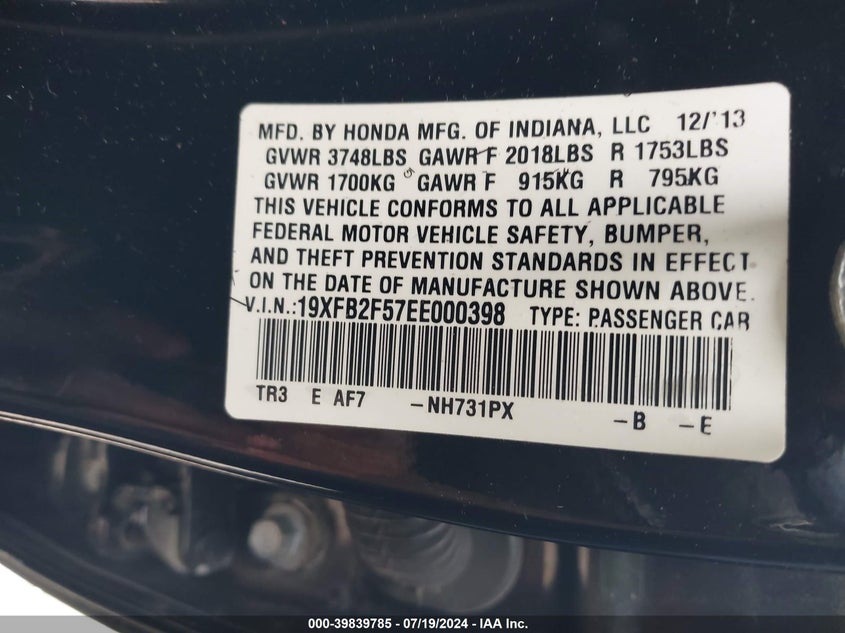 MFD. BY HONDA MFG. OF INDIANA, LLC 12/'13
GVWR 3748LBS GAWR F 2018LBS R 1753LBS
GVWR 1700KG GAWR F 915KG R 795KG
THIS VEHICLE CONFORMS TO ALL APPLICABLE
FEDERAL MOTOR VEHICLE SAFETY, BUMPER,
AND THEFT PREVENTION STANDARDS IN EFFECT
ON THE DATE OF MANUFACTURE SHOWN ABOVE.
V.I.N.:19XFB2F57EE000398 TYPE: PASSENGER CAR
TR3 E AF7 -NH731PX -B -E
000-39839785 - 07/19/2024 - IAA Inc.